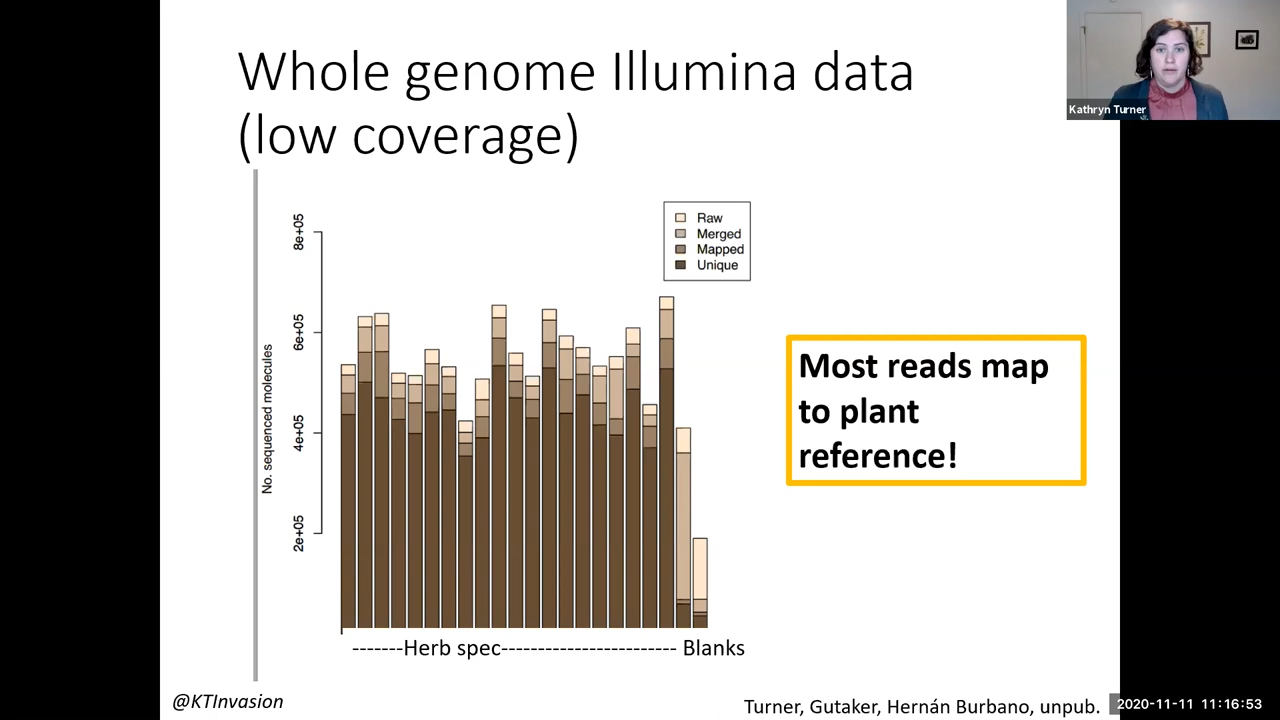 Whole genome Illumina data
(low coverage)
Kathryn Turner
Raw
Merged
Mapped
Unique
No. sequenced molecules
8e+05
6e+05
4e+05
2e+05
Most reads map
to plant
reference!
-------Herb spec------------------------ Blanks
@KTInvasion
Turner, Gutaker, Hernán Burbano, unpub.
2020-11-11 11:16:53